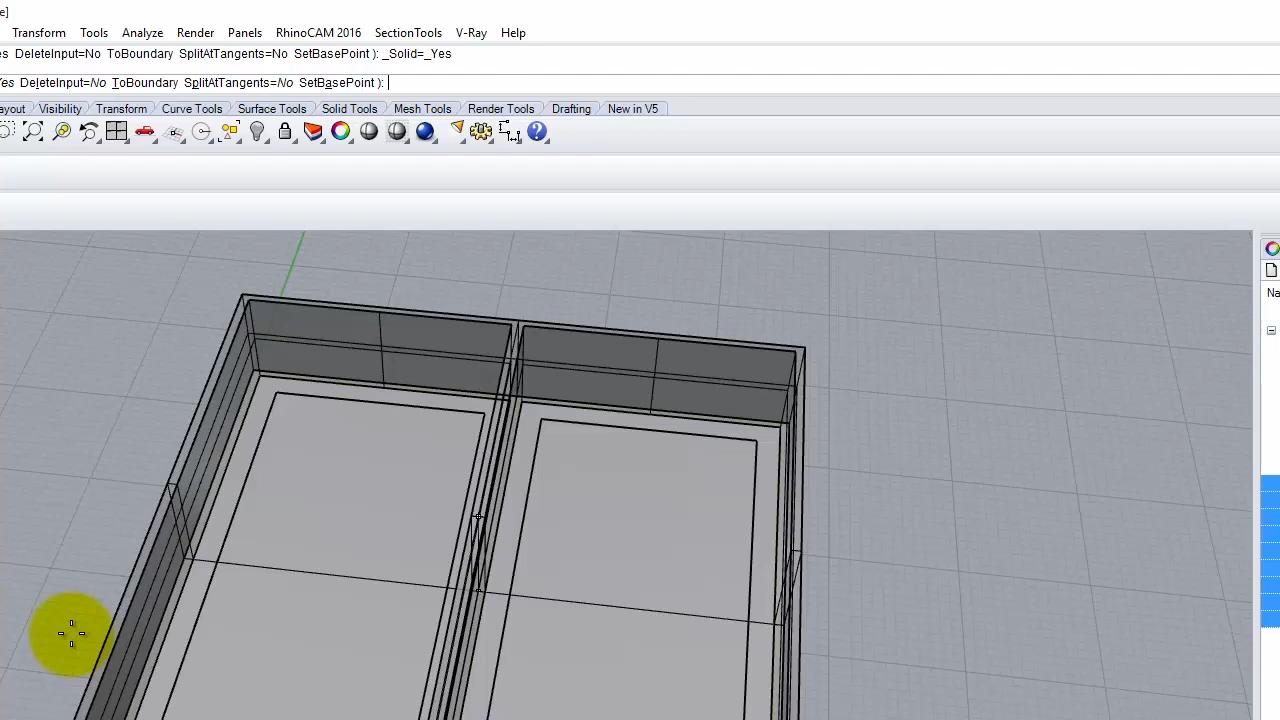 e]
Transform Tools Analyze Render Panels RhinoCAM 2016 SectionTools V-Ray Help
es DeleteInput=No ToBoundary SplitAtTangents=No SetBasePoint ): _Solid=_Yes
Yes DeleteInput=No ToBoundary SplitAtTangents=No SetBasePoint ):
ayout Visibility Transform Curve Tools Surface Tools Solid Tools Mesh Tools Render Tools Drafting New in V5
Na